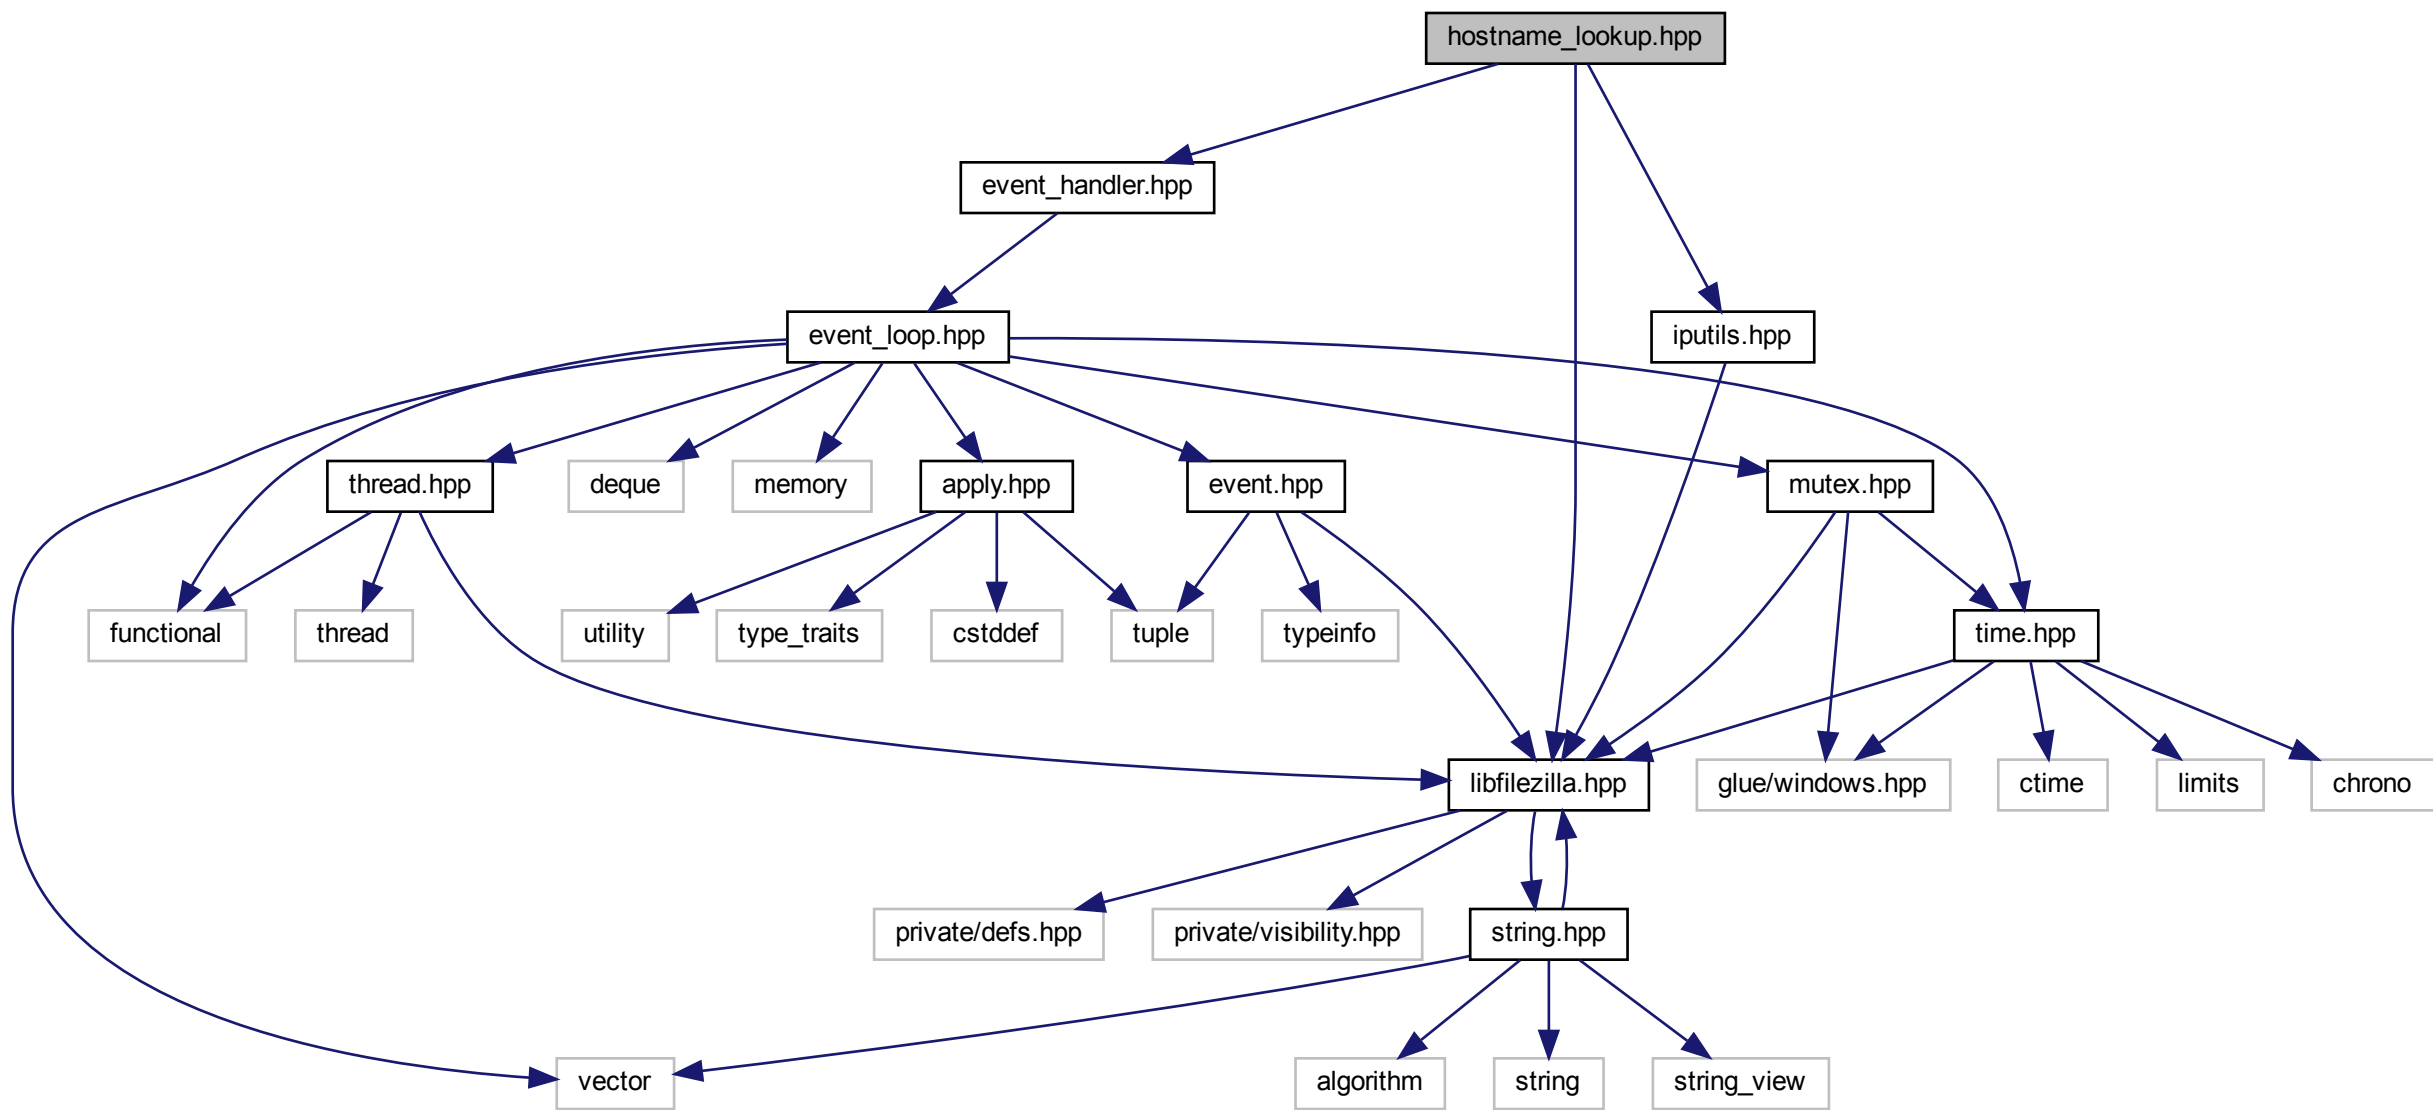 hostname_lookup.hpp
event_handler.hpp
event_loop.hpp
iputils.hpp
thread.hpp
deque
memory
apply.hpp
event.hpp
mutex.hpp
functional
thread
utility
type_traits
cstddef
tuple
typeinfo
time.hpp
libfilezilla.hpp
glue/windows.hpp
ctime
limits
chrono
private/defs.hpp
private/visibility.hpp
string.hpp
vector
algorithm
string
string_view